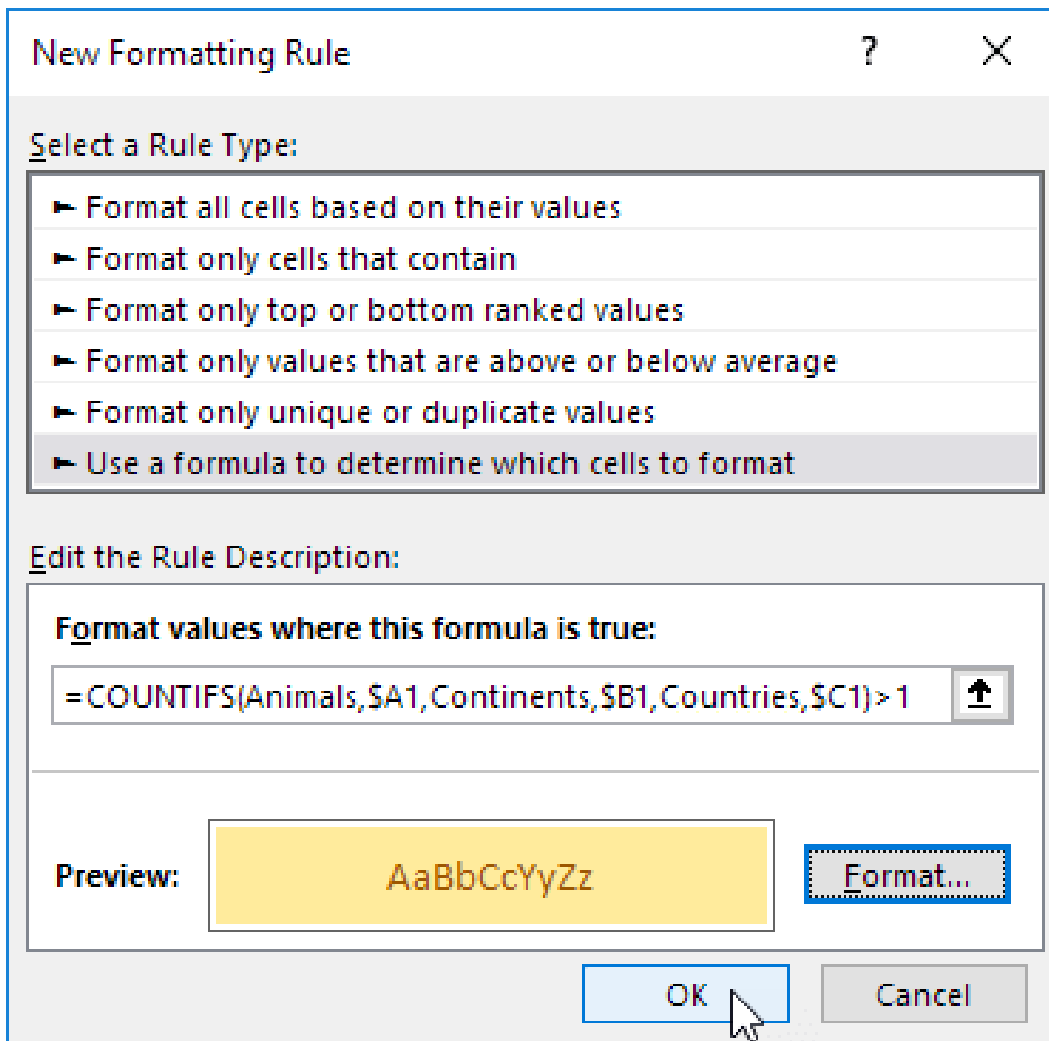 New Formatting Rule ?
Select a Rule Type:
► Format all cells based on their values
► Format only cells that contain
► Format only top or bottom ranked values
► Format only values that are above or below average
► Format only unique or duplicate values
► Use a formula to determine which cells to format
Edit the Rule Description:
Format values where this formula is true:
=COUNTIFS(Animals,$A1,Continents,$B1,Countries,$C1)>1
Preview: AaBbCcYyZz Format...
OK Cancel